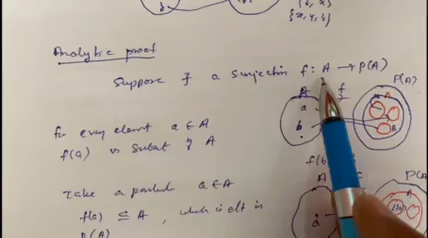 {x, y, z}
Analytic proof
Suppose f a surjection f: A → P(A)
A f P(A)
a A
b B
for every element a ∈ A
f(a) is subset of A
f(b)
A P(A)
Take a particular a ∈ A
f(a) ⊆ A, which is elt in
a f(a)
P(A)